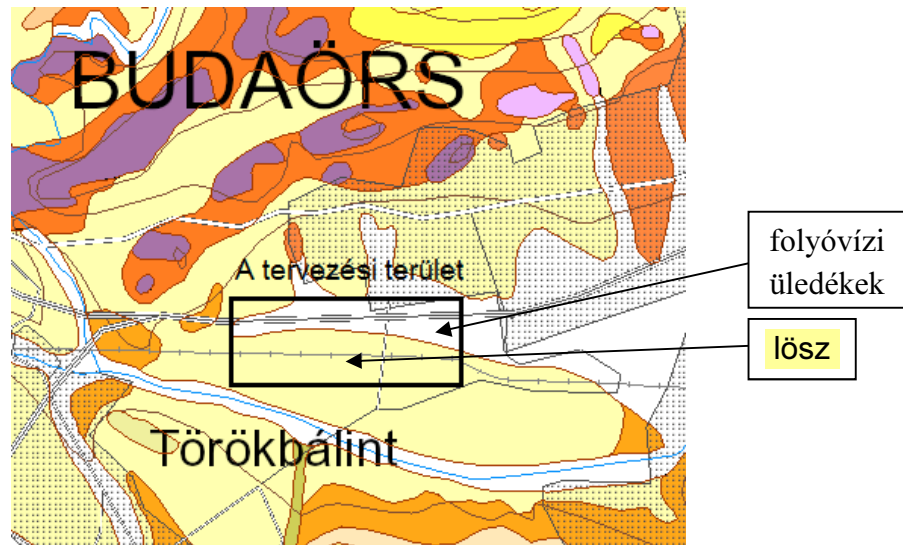 BUDAÖRS
A tervezési terület
folyóvízi
üledékek
lösz
Törökbálint